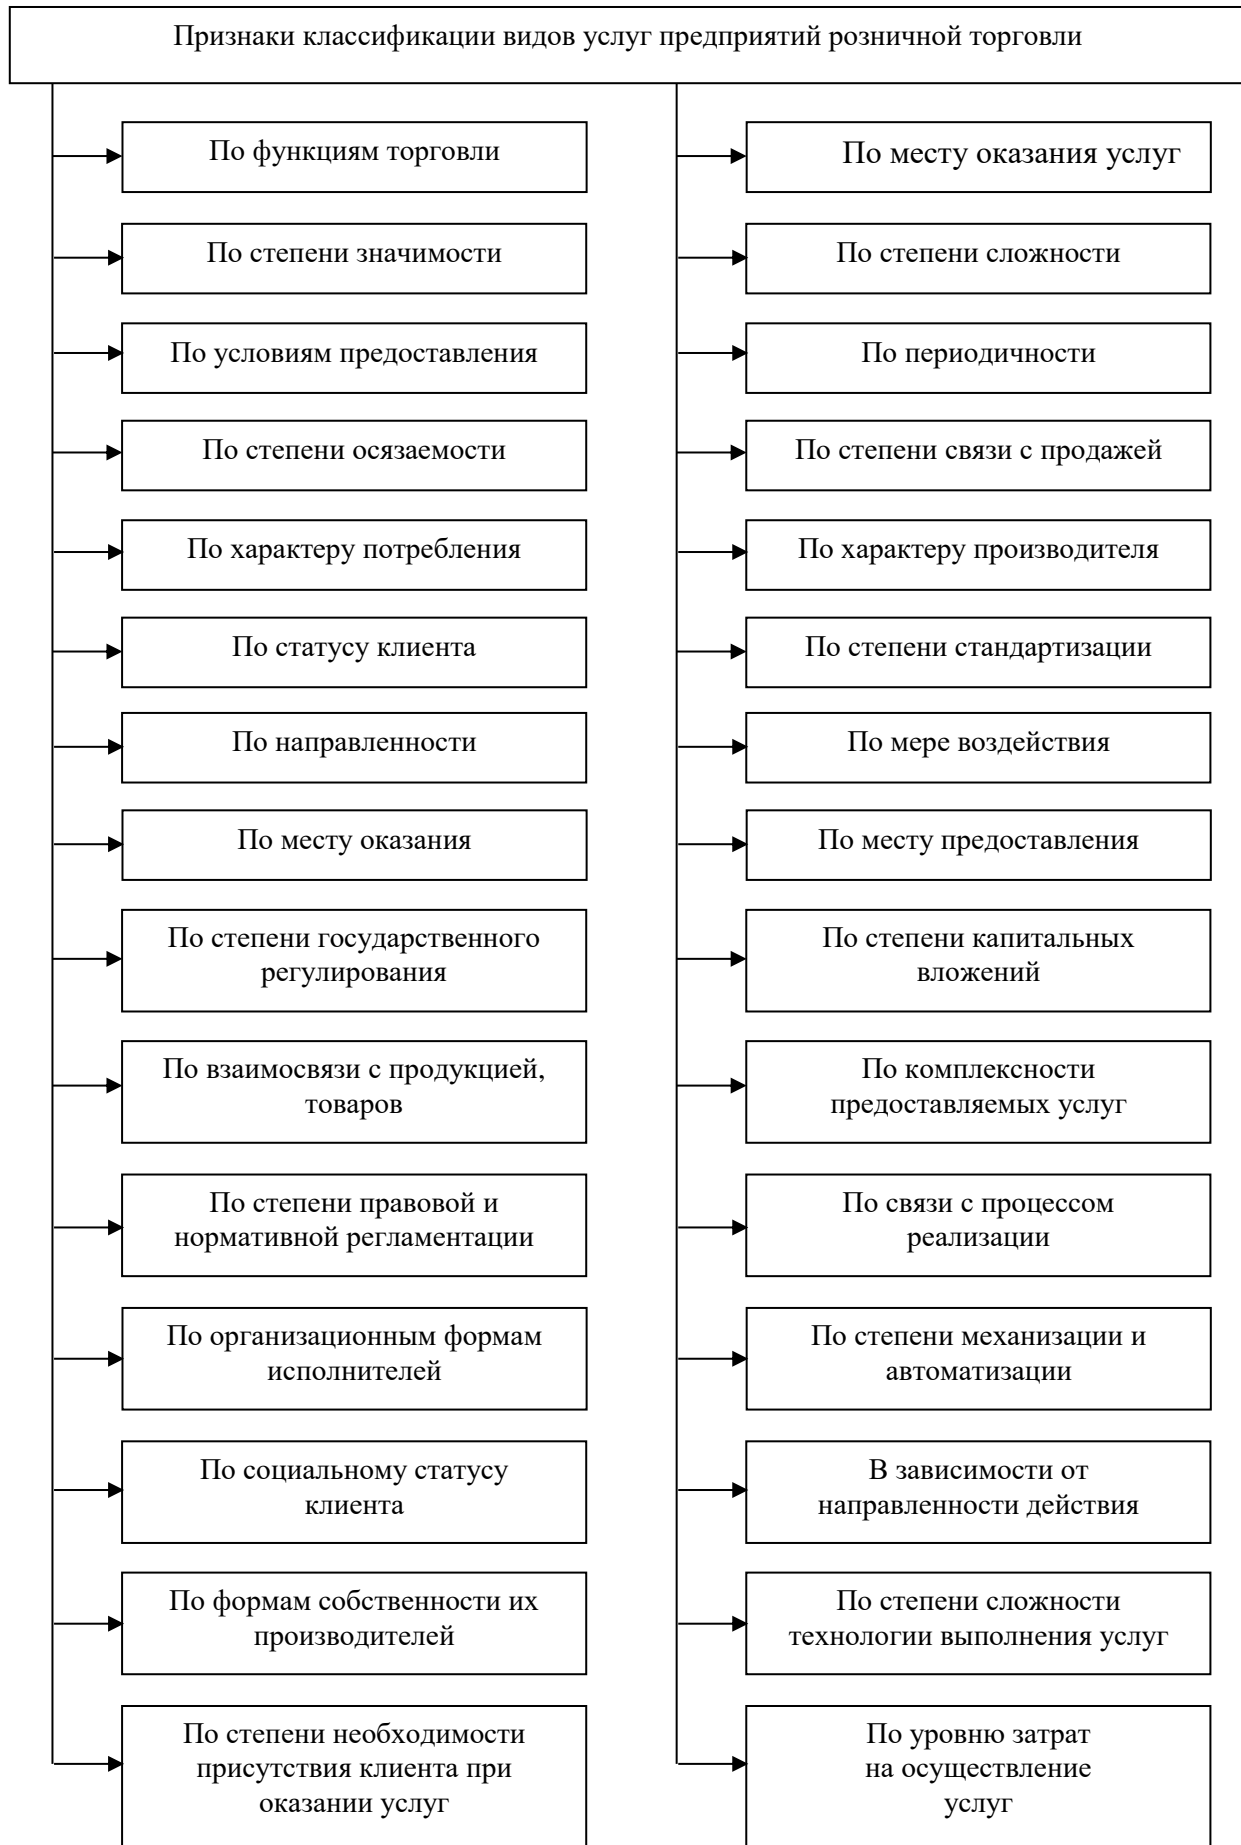 Признаки классификации видов услуг предприятий розничной торговли
По функциям торговли
По месту оказания услуг
По степени значимости
По степени сложности
По условиям предоставления
По периодичности
По степени осязаемости
По степени связи с продажей
По характеру потребления
По характеру производителя
По статусу клиента
По степени стандартизации
По направленности
По мере воздействия
По месту оказания
По месту предоставления
По степени государственного
регулирования
По степени капитальных
вложений
По взаимосвязи с продукцией,
товаров
По комплексности
предоставляемых услуг
По степени правовой и
нормативной регламентации
По связи с процессом
реализации
По организационным формам
исполнителей
По степени механизации и
автоматизации
По социальному статусу
клиента
В зависимости от
направленности действия
По формам собственности их
производителей
По степени сложности
технологии выполнения услуг
По степени необходимости
присутствия клиента при
оказании услуг
По уровню затрат
на осуществление
услуг